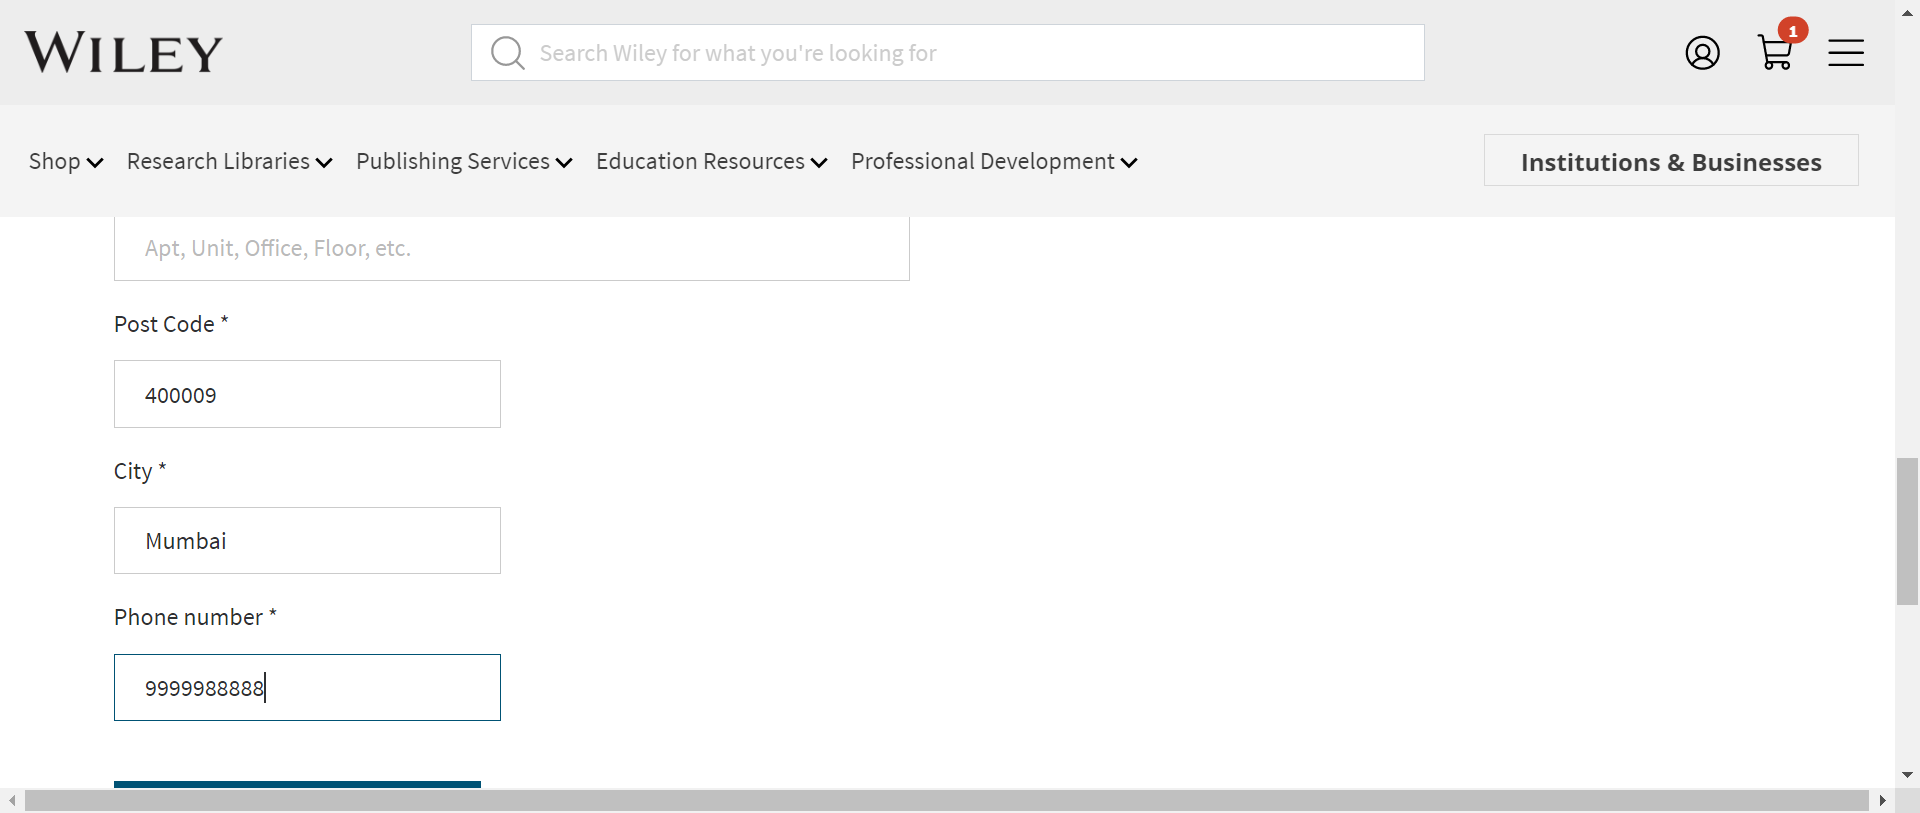 WILEY
Search Wiley for what you're looking for
1
Shop Research Libraries Publishing Services Education Resources Professional Development
Institutions & Businesses
Apt, Unit, Office, Floor, etc.
Post Code *
400009
City *
Mumbai
Phone number *
9999988888